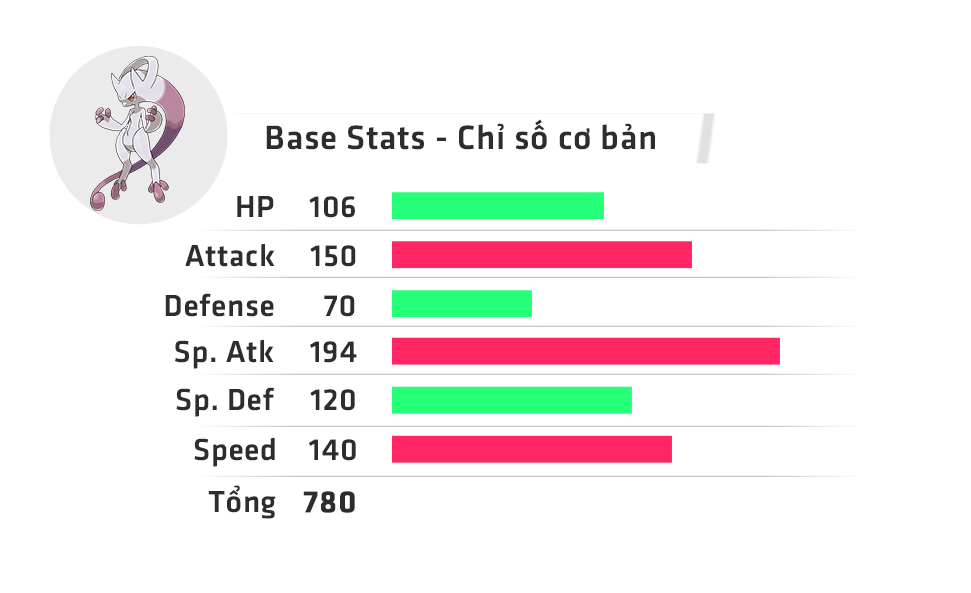 Base Stats - Chỉ số cơ bản
HP 106
Attack 150
Defense 70
Sp. Atk 194
Sp. Def 120
Speed 140
Tổng 780